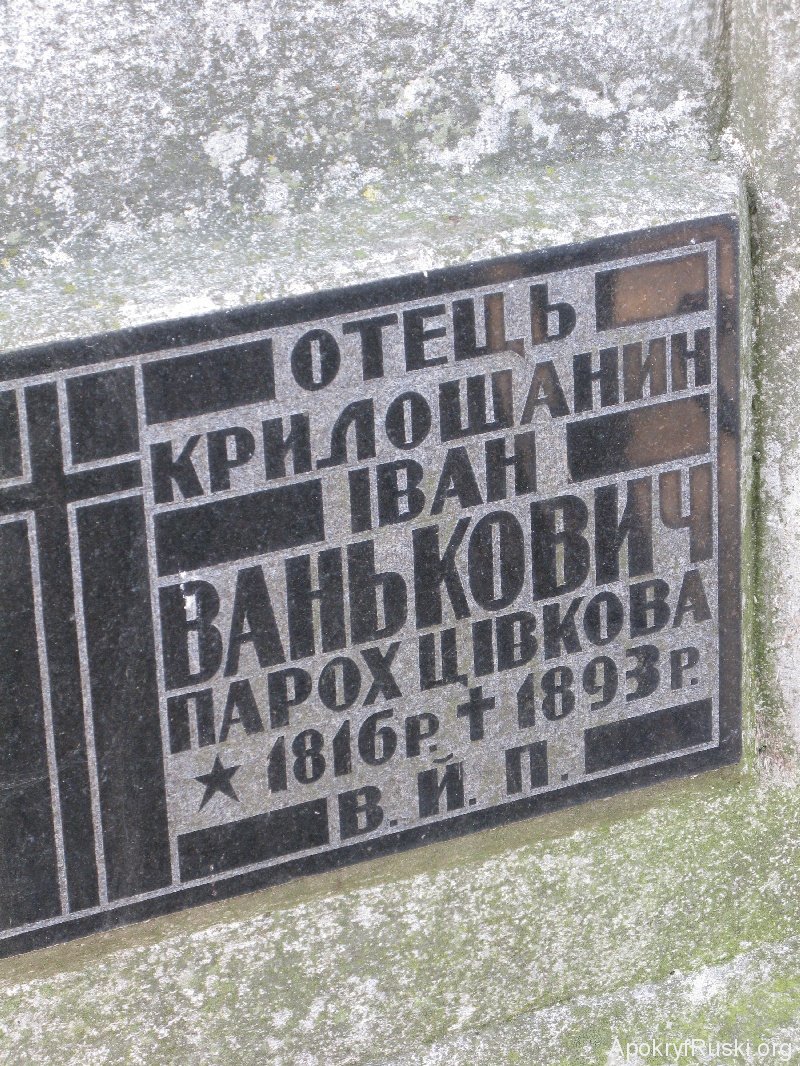 ОТЕЦЬ
КРИЛОШАНИН
ІВАН
ВАНЬКОВИЧ
ПАРОХ ЦІВКОВА
★ 1816р. ✝ 1893р.
В. Й. П.
ApokryfRuski.org